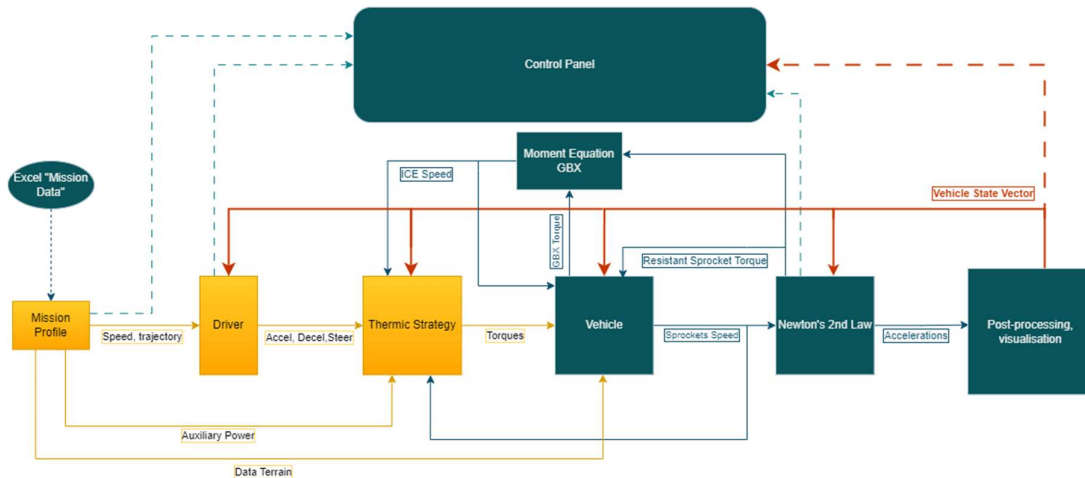 Control Panel
Moment Equation
GBX
Excel "Mission
Data"
ICE Speed
Vehicle State Vector
GBX Torque
Resistant Sprocket Torque
Mission
Profile
Speed, trajectory
Driver
Accel, Decel,Steer
Thermic Strategy
Torques
Vehicle
Sprockets Speed
Newton's 2nd Law
Accelerations
Post-processing,
visualisation
Auxiliary Power
Data Terrain